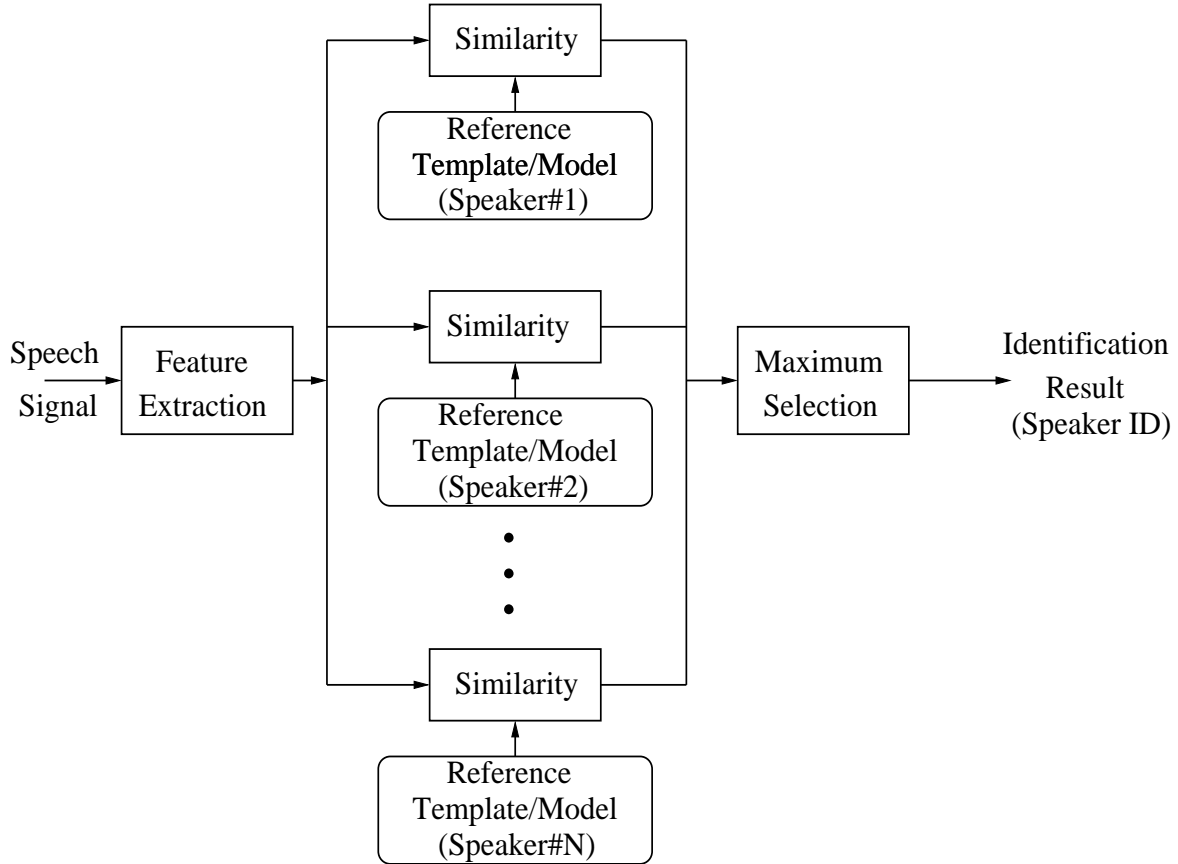 Similarity
Reference
Template/Model
(Speaker#1)
Speech
Signal
Feature
Extraction
Similarity
Reference
Template/Model
(Speaker#2)
Maximum
Selection
Identification
Result
(Speaker ID)
Similarity
Reference
Template/Model
(Speaker#N)